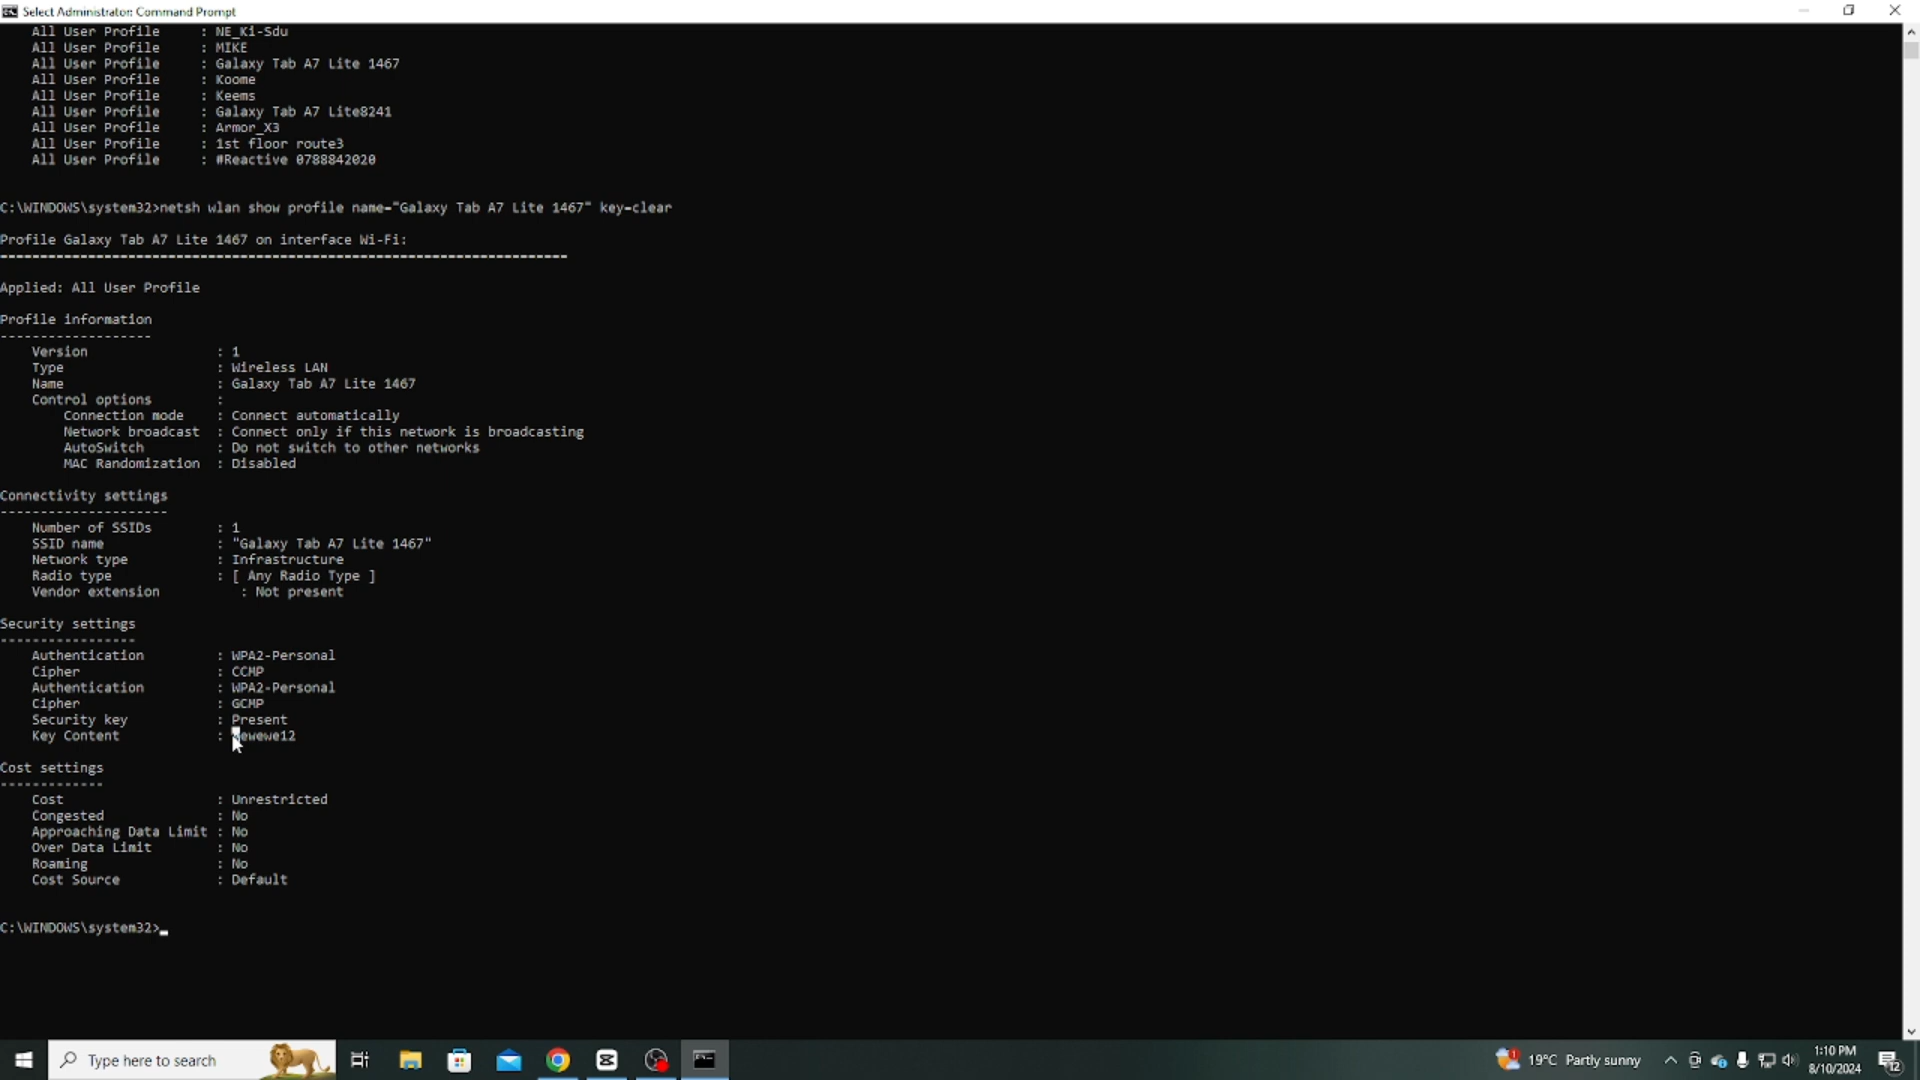 Select Administrator: Command Prompt
All User Profile : NE_Ki-Sdu
All User Profile : MIKE
All User Profile : Galaxy Tab A7 Lite 1467
All User Profile : Koome
All User Profile : Keems
All User Profile : Galaxy Tab A7 Lite8241
All User Profile : Armor_X3
All User Profile : 1st floor route3
All User Profile : #Reactive 0788842020
C:\WINDOWS\system32>netsh wlan show profile name="Galaxy Tab A7 Lite 1467" key=clear
Profile Galaxy Tab A7 Lite 1467 on interface Wi-Fi:
=======================================================================
Applied: All User Profile
Profile information
-------------------
Version : 1
Type : Wireless LAN
Name : Galaxy Tab A7 Lite 1467
Control options :
Connection mode : Connect automatically
Network broadcast : Connect only if this network is broadcasting
AutoSwitch : Do not switch to other networks
MAC Randomization : Disabled
Connectivity settings
---------------------
Number of SSIDs : 1
SSID name : "Galaxy Tab A7 Lite 1467"
Network type : Infrastructure
Radio type : [ Any Radio Type ]
Vendor extension : Not present
Security settings
-----------------
Authentication : WPA2-Personal
Cipher : CCMP
Authentication : WPA2-Personal
Cipher : GCMP
Security key : Present
Key Content :
Cost settings
-------------
Cost : Unrestricted
Congested : No
Approaching Data Limit : No
Over Data Limit : No
Roaming : No
Cost Source : Default
C:\WINDOWS\system32>
Type here to search
19°C Partly sunny
1:10 PM
8/10/2024
12